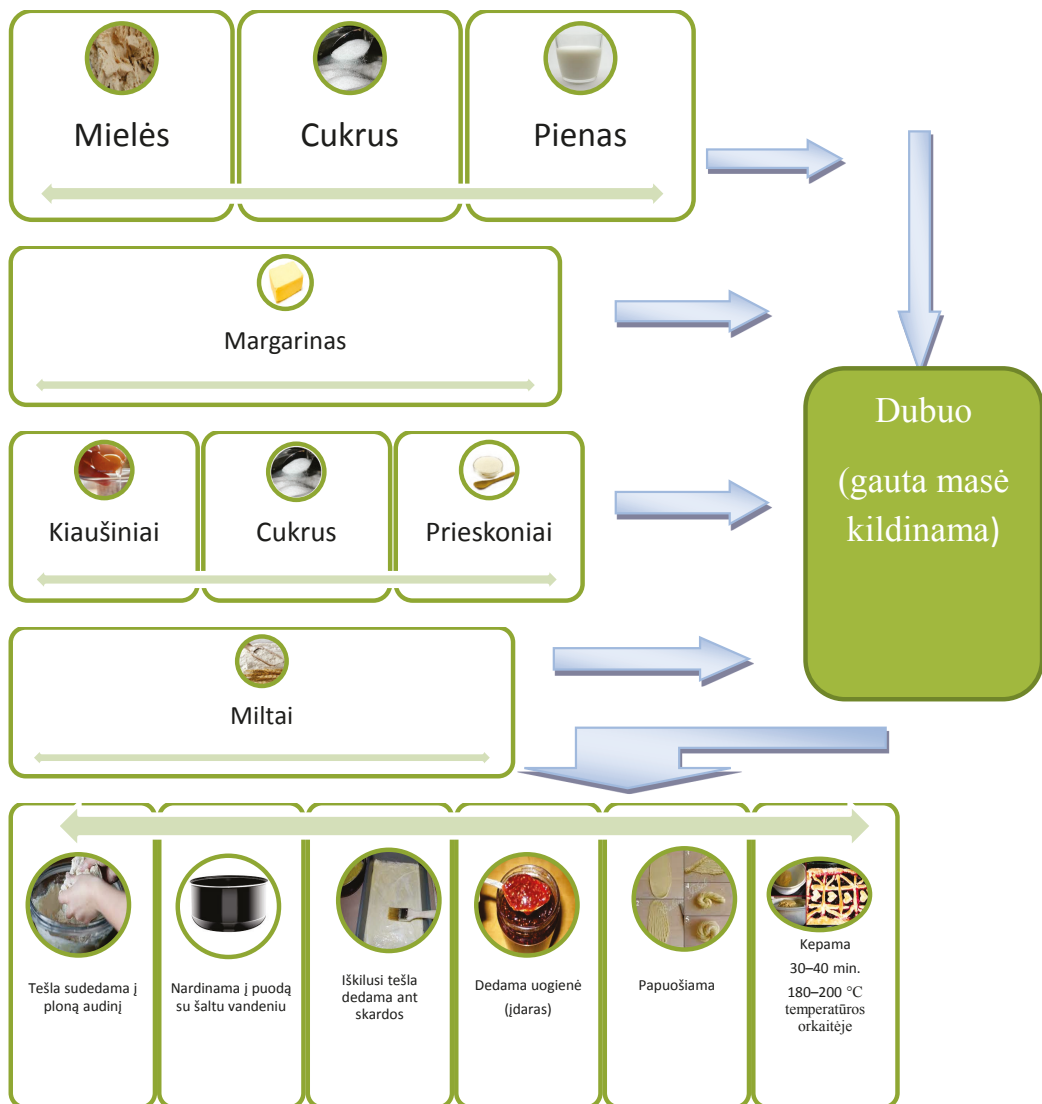 Mielės
Cukrus
Pienas
Margarinas
Dubuo
(gauta masė
kildinama)
Kiaušiniai
Cukrus
Prieskoniai
Miltai
Tešla sudedama į
ploną audinį
Nardinama į puodą
su šaltu vandeniu
Iškilusi tešla
dedama ant
skardos
Dedama uogienė
(įdaras)
Papuošiama
Kepama
30–40 min.
180–200 °C
temperatūros
orkaitėje